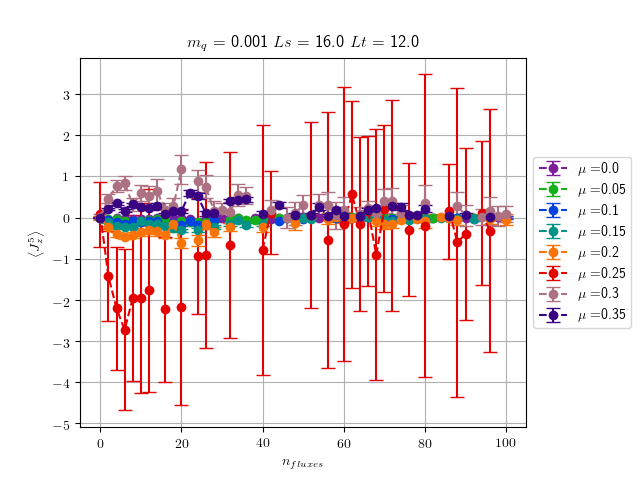 m_q = 0.001 Ls = 16.0 Lt = 12.0
3
2
1
0
−1
−2
−3
−4
−5
⟨J_z^5⟩
0
20
40
60
80
100
n_{fluxes}
μ =0.0
μ =0.05
μ =0.1
μ =0.15
μ =0.2
μ =0.25
μ =0.3
μ =0.35